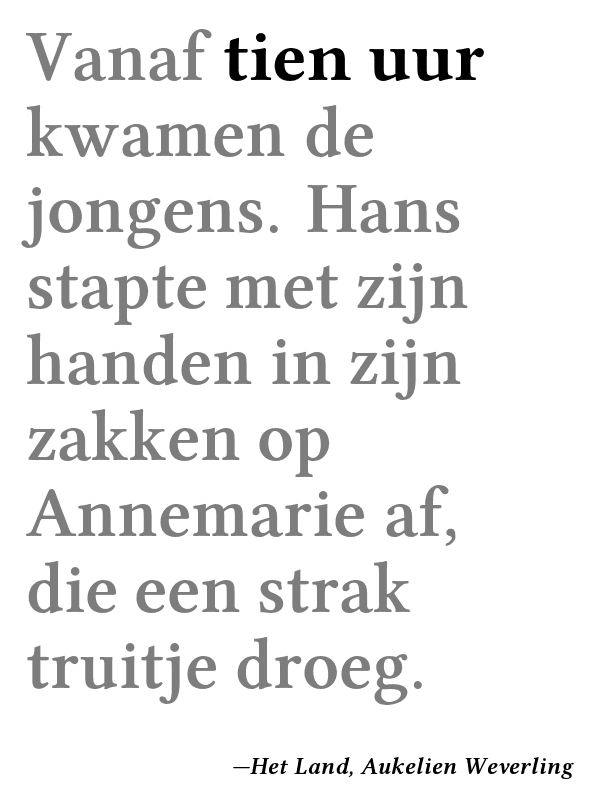 Vanaf tien uur
kwamen de
jongens. Hans
stapte met zijn
handen in zijn
zakken op
Annemarie af,
die een strak
truitje droeg.
—Het Land, Aukelien Weverling